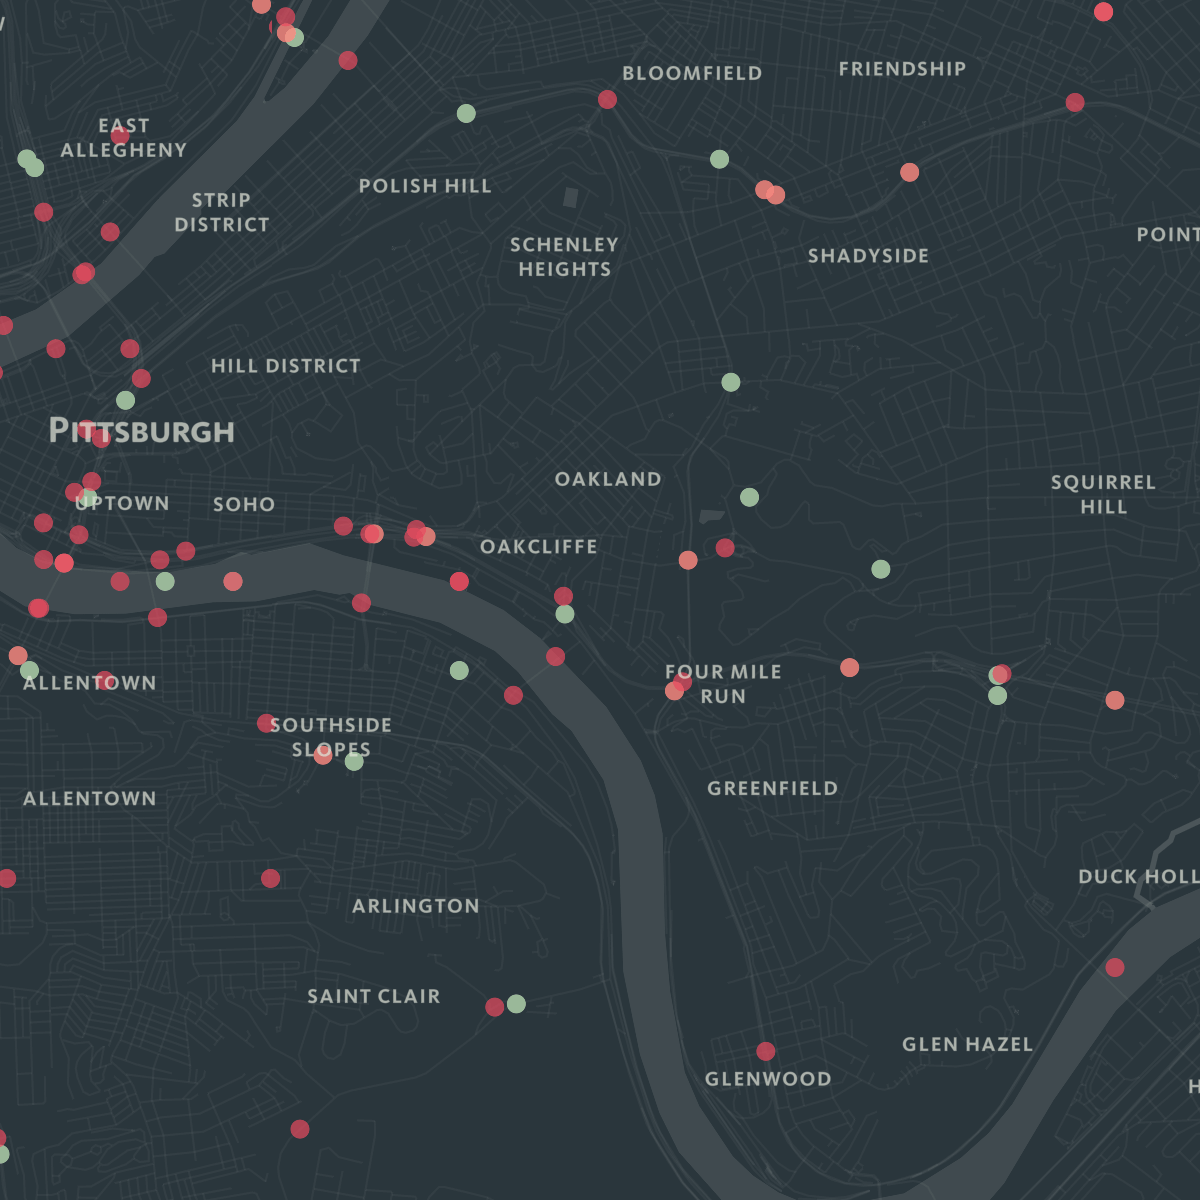 BLOOMFIELD
FRIENDSHIP
EAST
ALLEGHENY
POLISH HILL
STRIP
DISTRICT
SCHENLEY
HEIGHTS
SHADYSIDE
POINT
HILL DISTRICT
PITTSBURGH
OAKLAND
SQUIRREL
HILL
UPTOWN
SOHO
OAKCLIFFE
FOUR MILE
RUN
ALLENTOWN
SOUTHSIDE
SLOPES
GREENFIELD
ALLENTOWN
DUCK HOLL
ARLINGTON
SAINT CLAIR
GLEN HAZEL
GLENWOOD
H